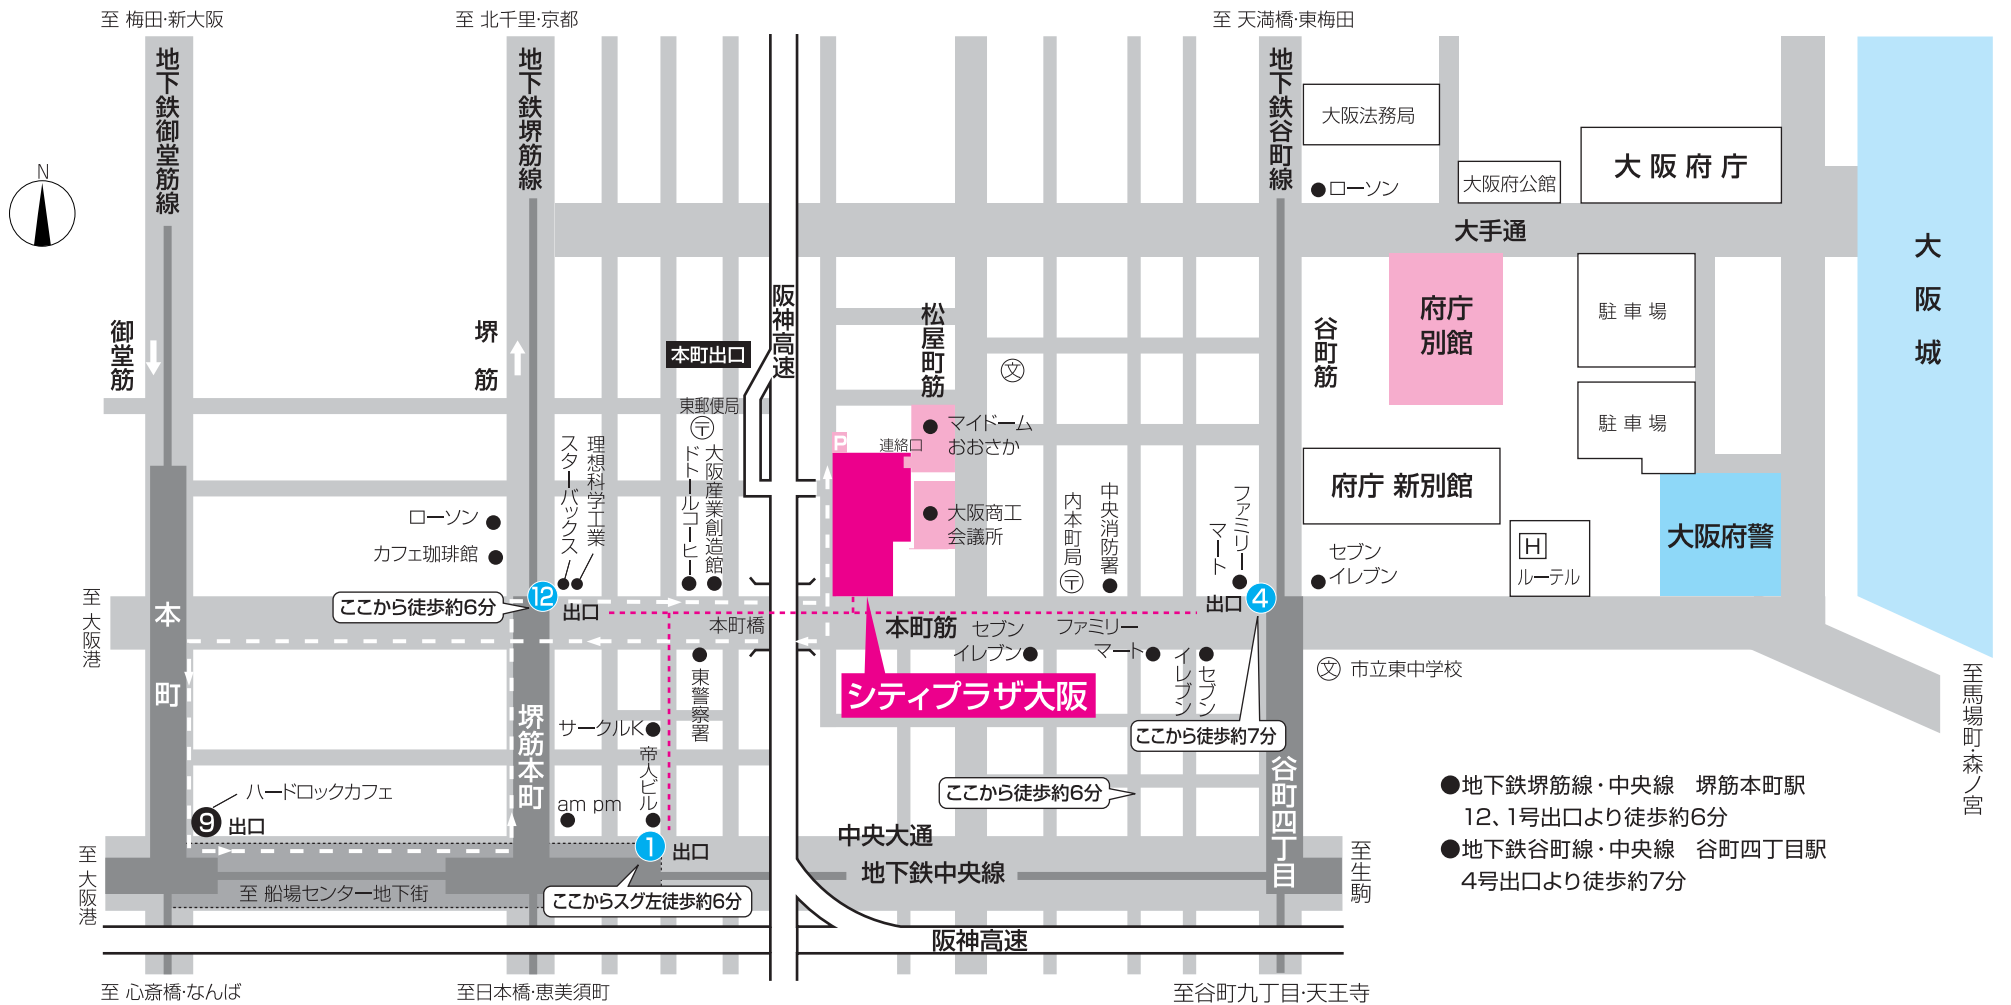 至 梅田・新大阪
至 北千里・京都
至 天満橋・東梅田
地下鉄御堂筋線
地下鉄堺筋線
地下鉄谷町線
大阪法務局
大阪府公館
大阪府庁
ローソン
大手通
大阪城
N
御堂筋
堺筋
阪神高速
本町出口
松屋町筋
谷町筋
府庁
別館
駐車場
駐車場
文
東郵便局
〒
マイドーム
おおさか
連絡口
P
府庁 新別館
大阪府警
H
ルーテル
セブン
イレブン
ローソン
カフェ珈琲館
スターバックス
理想科学工業
ドトールコーヒー
大阪産業創造館
大阪商工
会議所
内本町局
〒
中央消防署
ファミリー
マート
至 大阪港
本町
ここから徒歩約6分
12
出口
本町橋
本町筋
セブン
イレブン
ファミリー
マート
セブン
イレブン
出口
4
文 市立東中学校
至馬場町・森ノ宮
シティプラザ大阪
東警察署
サークルK
帝人ビル
am pm
堺筋本町
ここから徒歩約7分
ここから徒歩約6分
谷町四丁目
ハードロックカフェ
9
出口
1
出口
中央大通
地下鉄中央線
至 大阪港
至 船場センター地下街
ここからスグ左徒歩約6分
至生駒
阪神高速
●地下鉄堺筋線・中央線　堺筋本町駅
12、1号出口より徒歩約6分
●地下鉄谷町線・中央線　谷町四丁目駅
4号出口より徒歩約7分
至 心斎橋・なんば
至日本橋・恵美須町
至谷町九丁目・天王寺